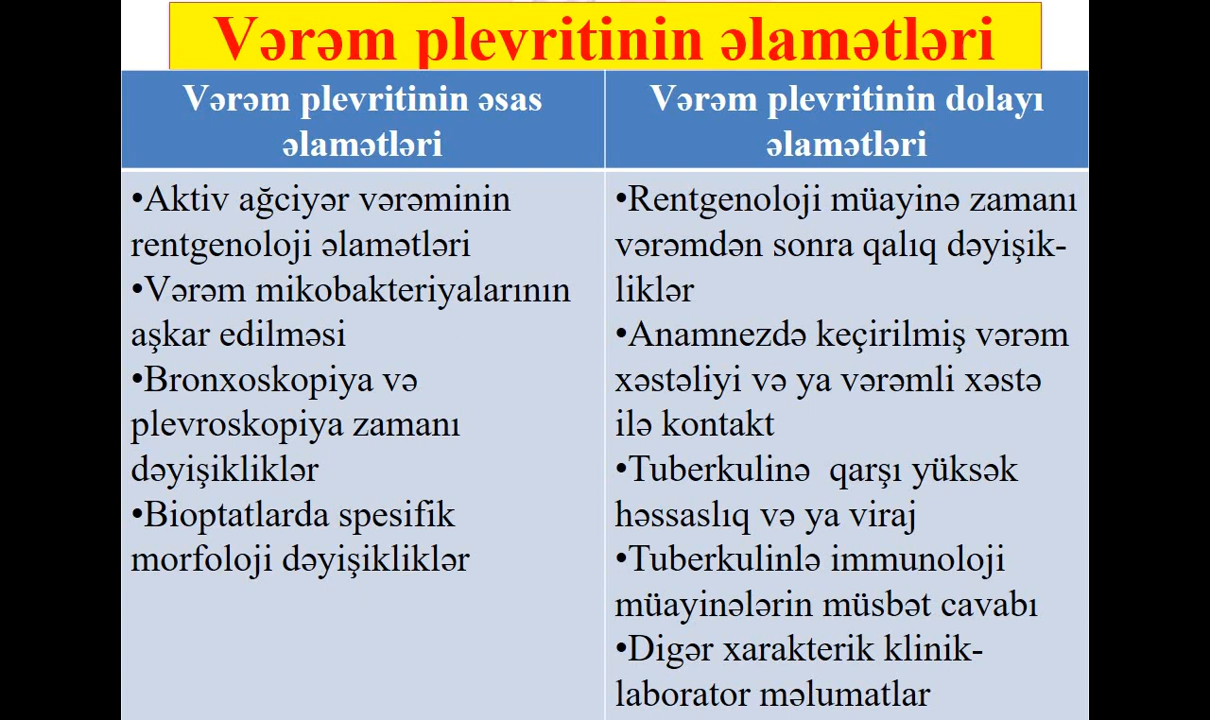 Vərəm plevritinin əlamətləri
Vərəm plevritinin əsas
əlamətləri
•Aktiv ağciyər vərəminin
rentgenoloji əlamətləri
•Vərəm mikobakteriyalarının
aşkar edilməsi
•Bronxoskopiya və
plevroskopiya zamanı
dəyişikliklər
•Bioptatlarda spesifik
morfoloji dəyişikliklər
Vərəm plevritinin dolayı
əlamətləri
•Rentgenoloji müayinə zamanı
vərəmdən sonra qalıq dəyişik-
liklər
•Anamnezdə keçirilmiş vərəm
xəstəliyi və ya vərəmli xəstə
ilə kontakt
•Tuberkulinə qarşı yüksək
həssaslıq və ya viraj
•Tuberkulinlə immunoloji
müayinələrin müsbət cavabı
•Digər xarakterik klinik-
laborator məlumatlar